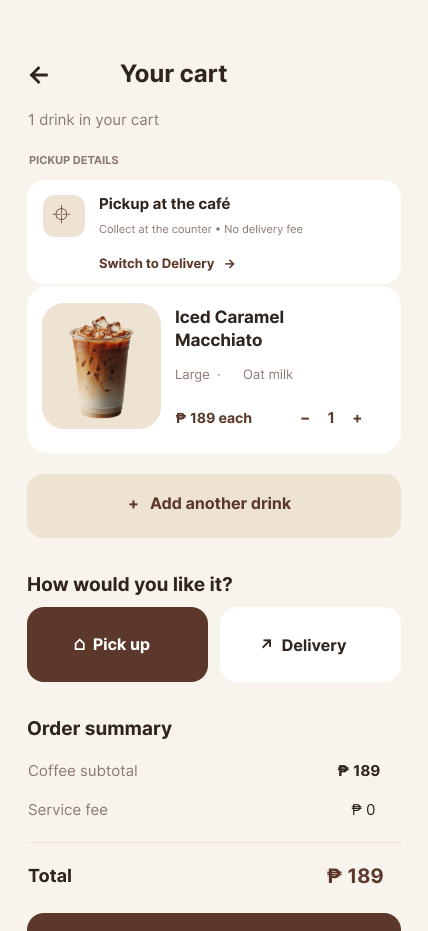 ← Your cart
1 drink in your cart
PICKUP DETAILS
Pickup at the café
Collect at the counter • No delivery fee
Switch to Delivery →
Iced Caramel
Macchiato
Large · Oat milk
₱ 189 each − 1 +
+ Add another drink
How would you like it?
⌂ Pick up
↗ Delivery
Order summary
Coffee subtotal ₱ 189
Service fee ₱ 0
Total ₱ 189